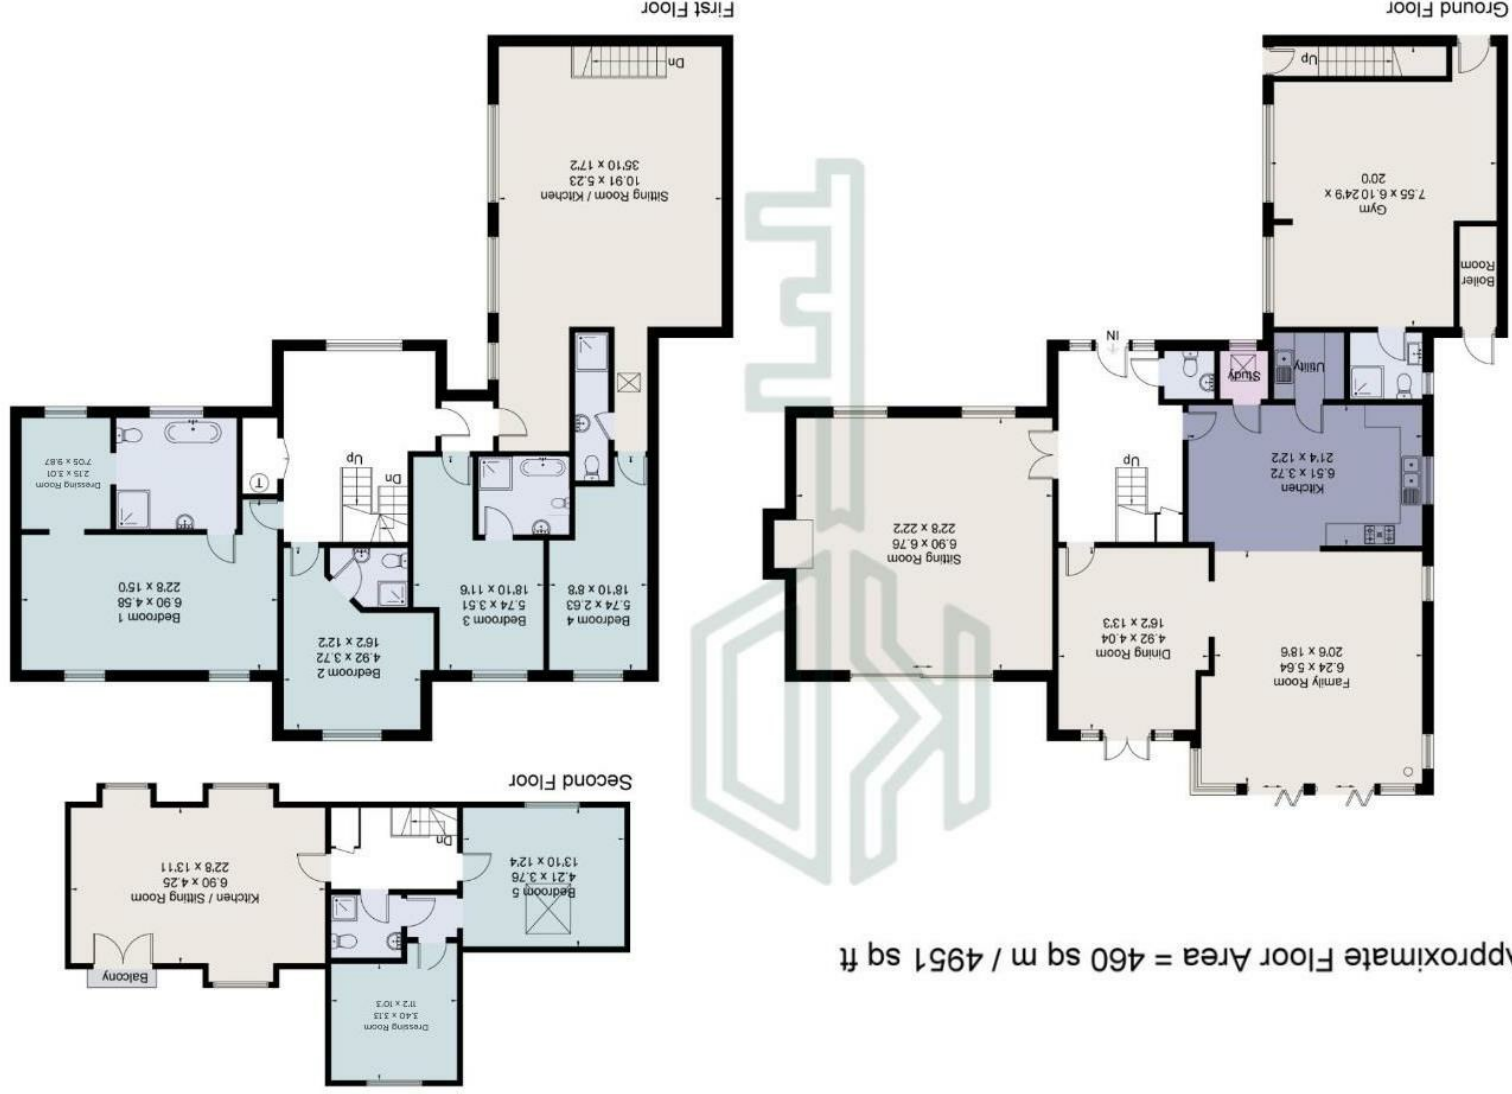 Approximate Floor Area = 460 sq m / 4951 sq ft
Dressing Room
3.40 x 3.13
11'2 x 10'3
Balcony
Bedroom 5
4.21 x 3.76
13'10 x 12'4
Kitchen / Sitting Room
6.90 x 4.25
22'8 x 13'11
Dn
Second Floor
Family Room
6.24 x 5.64
20'6 x 18'6
Dining Room
4.92 x 4.04
16'2 x 13'3
Sitting Room
6.90 x 6.76
22'8 x 22'2
Kitchen
6.51 x 3.72
21'4 x 12'2
Up
Utility
Study
IN
Boiler
Room
Gym
7.55 x 6.10 24'9 x
20'0
Up
Ground Floor
Bedroom 4
5.74 x 2.63
18'10 x 8'8
Bedroom 3
5.74 x 3.51
18'10 x 11'6
Bedroom 2
4.92 x 3.72
16'2 x 12'2
Bedroom 1
6.90 x 4.58
22'8 x 15'0
Dn
Up
T
Dressing Room
2.15 x 3.01
7'05 x 9.87
Sitting Room / Kitchen
10.91 x 5.23
35'10 x 17'2
Dn
First Floor